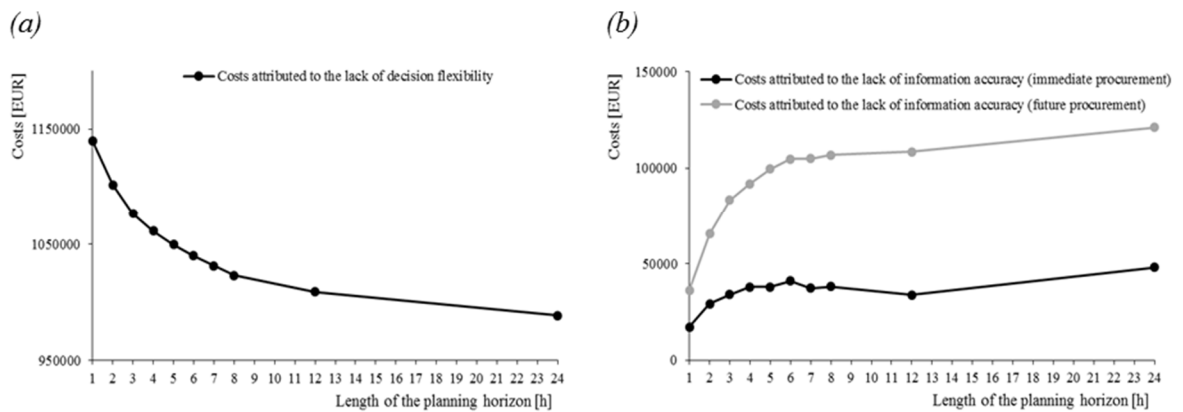 (a)
Costs attributed to the lack of decision flexibility
Costs [EUR]
1150000
1050000
950000
1 2 3 4 5 6 7 8 9 10 11 12 13 14 15 16 17 18 19 20 21 22 23 24
Length of the planning horizon [h]
(b)
Costs attributed to the lack of information accuracy (immediate procurement)
Costs attributed to the lack of information accuracy (future procurement)
Costs [EUR]
150000
100000
50000
0
1 2 3 4 5 6 7 8 9 10 11 12 13 14 15 16 17 18 19 20 21 22 23 24
Length of the planning horizon [h]